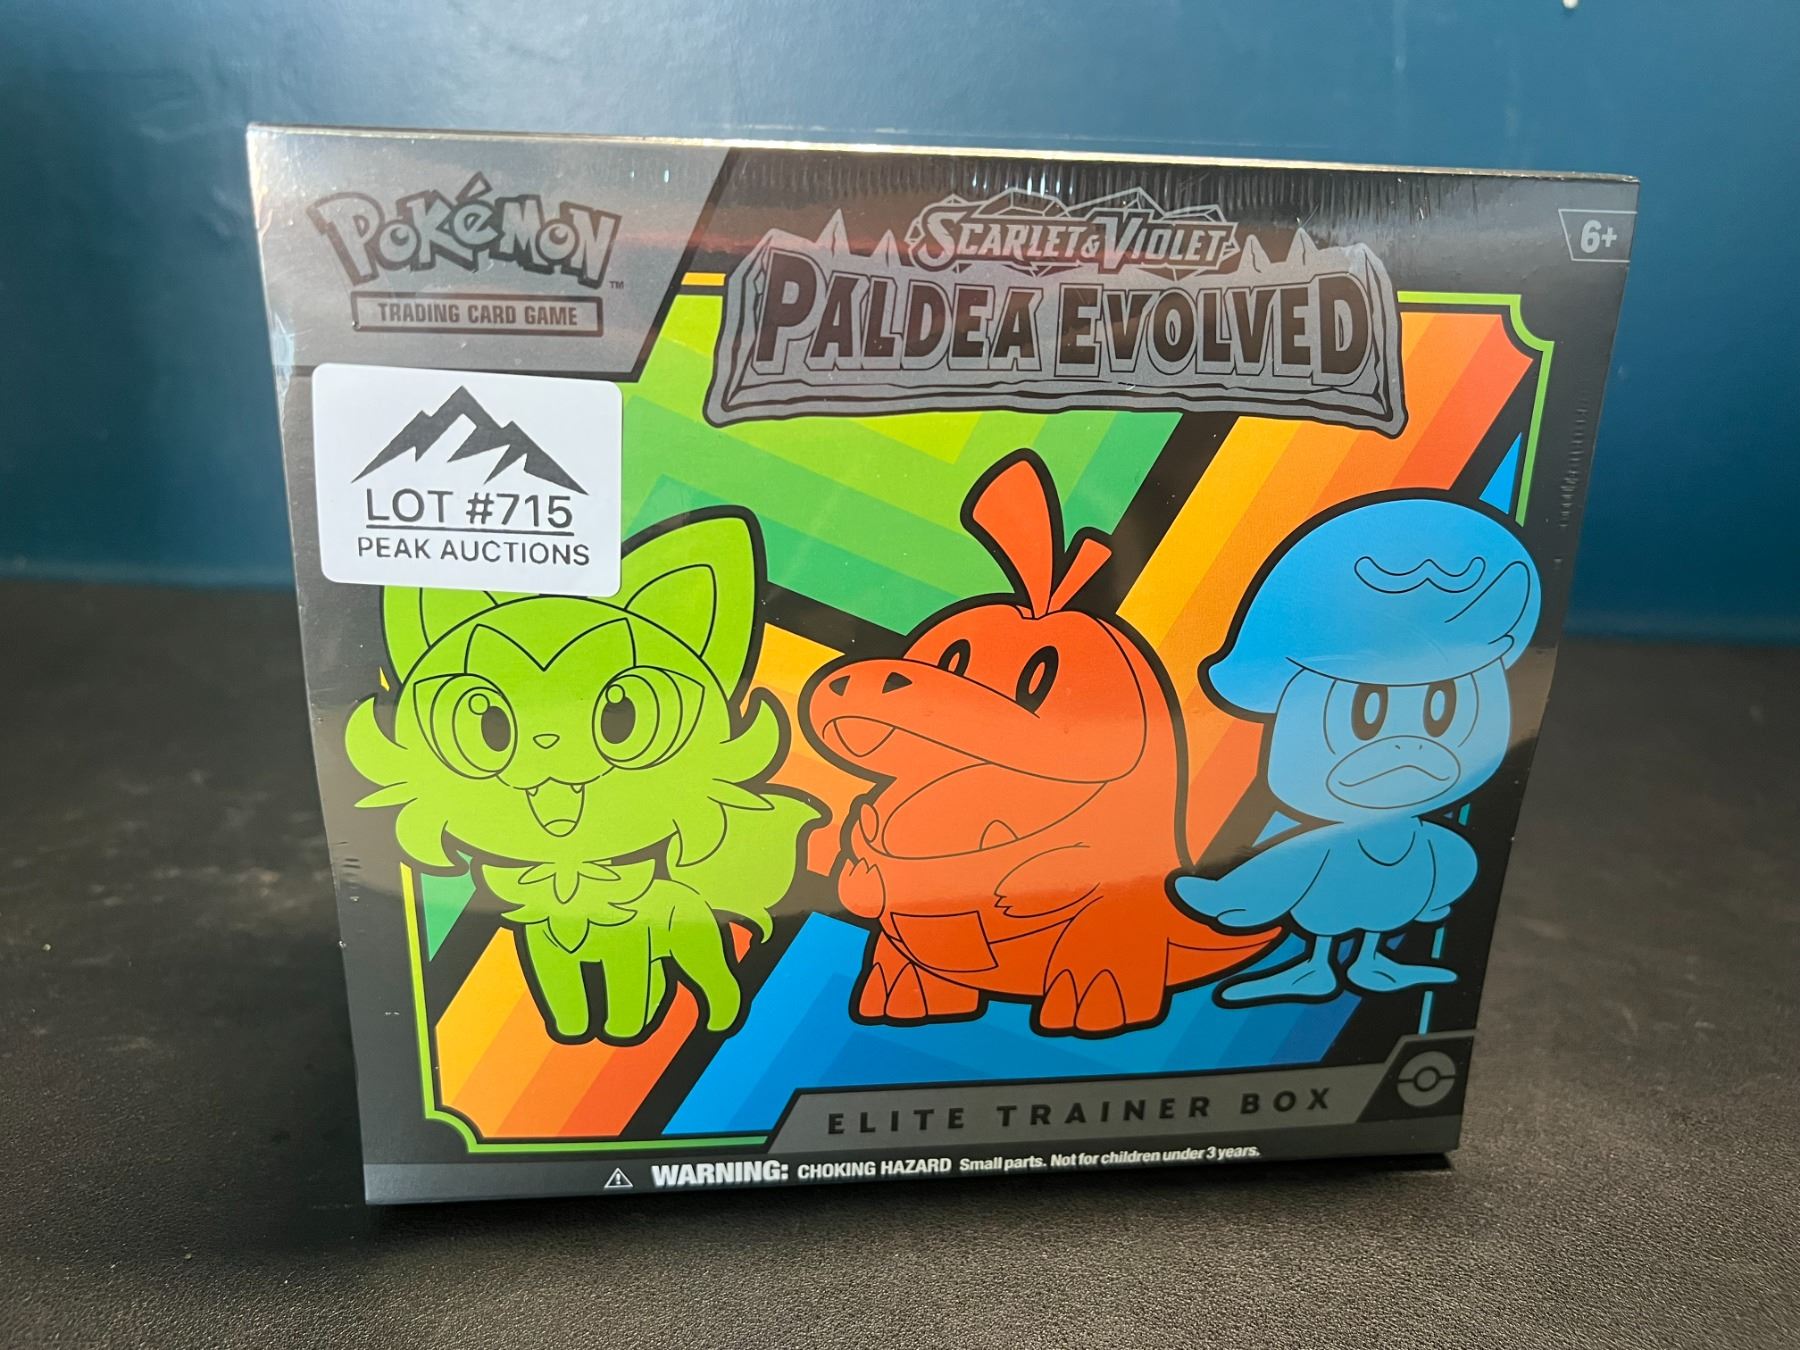 POKéMON
™
TRADING CARD GAME
SCARLET & VIOLET
PALDEA EVOLVED
6+
LOT #715
PEAK AUCTIONS
ELITE TRAINER BOX
WARNING: CHOKING HAZARD Small parts. Not for children under 3 years.